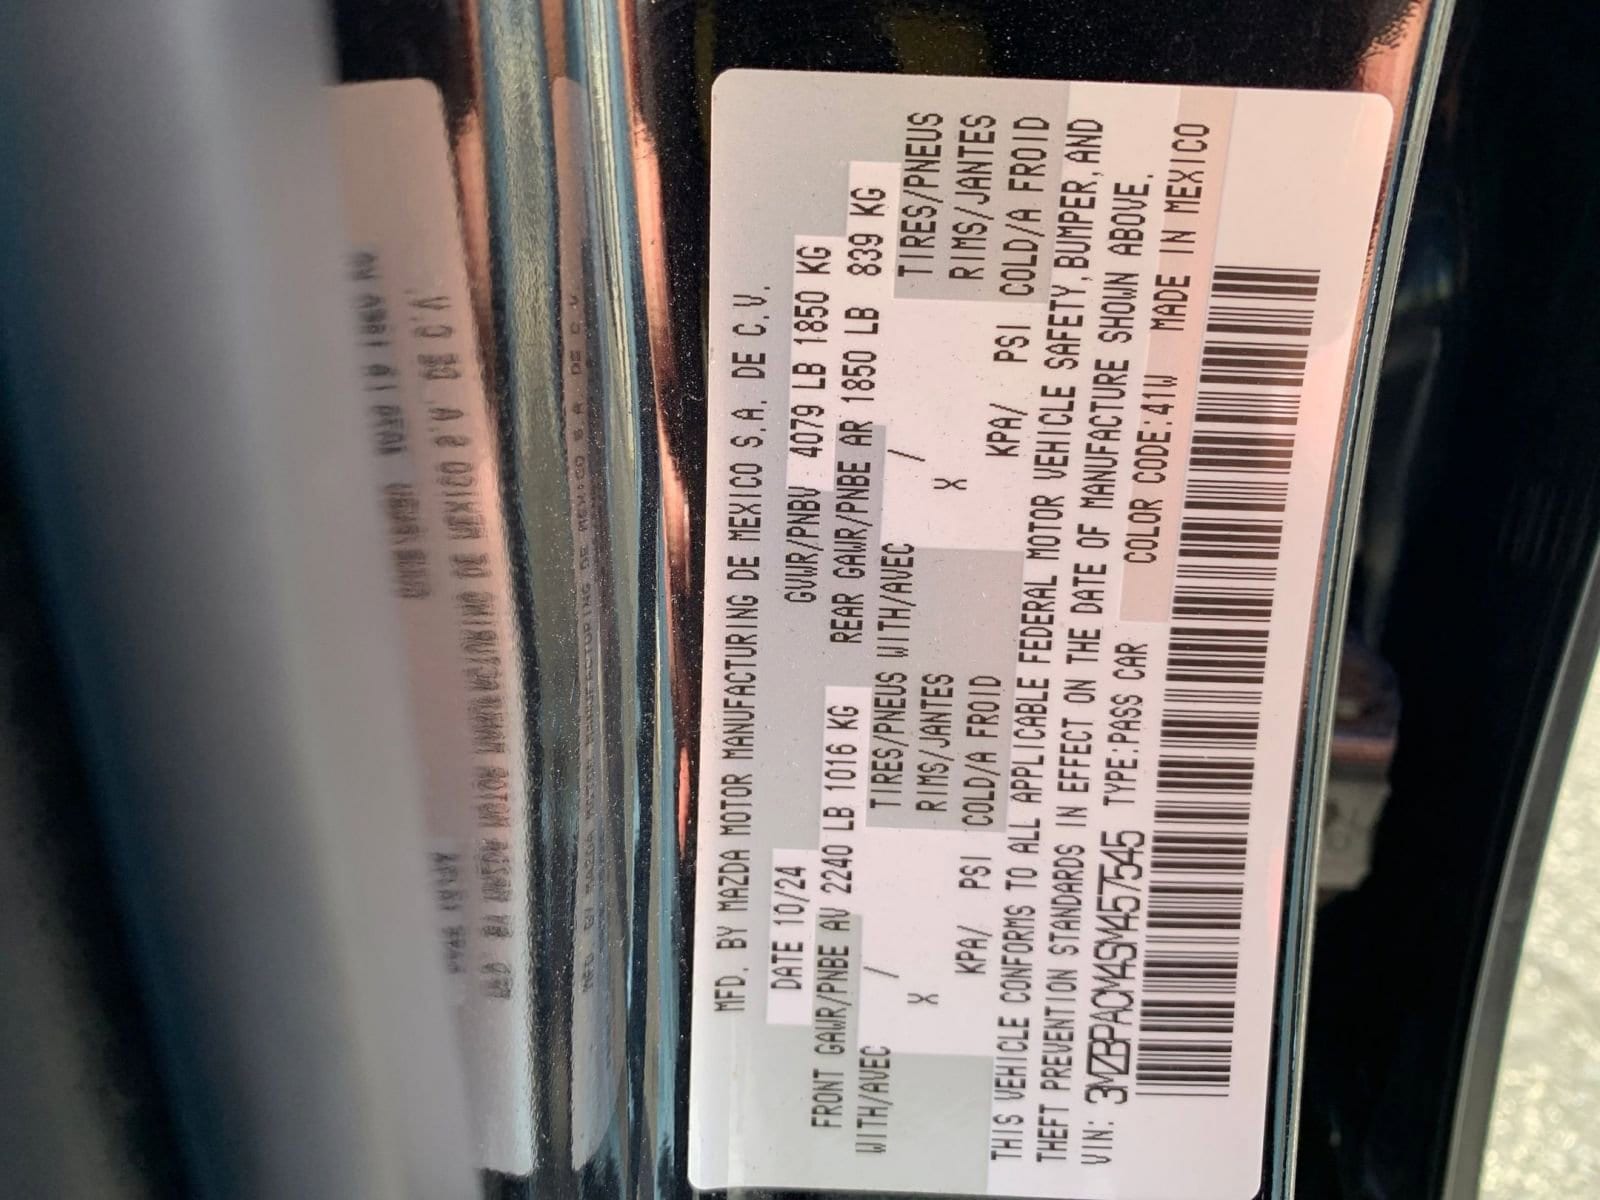 MFD. BY MAZDA MOTOR MANUFACTURING DE MEXICO S.A. DE C.V.
DATE 10/24 GVWR/PNBV 4079 LB 1850 KG
FRONT GAWR/PNBE AV 2240 LB 1016 KG REAR GAWR/PNBE AR 1850 LB 839 KG
WITH/AVEC / TIRES/PNEUS WITH/AVEC / TIRES/PNEUS
X RIMS/JANTES X RIMS/JANTES
KPA/ PSI COLD/A FROID KPA/ PSI COLD/A FROID
THIS VEHICLE CONFORMS TO ALL APPLICABLE FEDERAL MOTOR VEHICLE SAFETY, BUMPER, AND
THEFT PREVENTION STANDARDS IN EFFECT ON THE DATE OF MANUFACTURE SHOWN ABOVE.
VIN: 3MZBPACM4SM457545 TYPE:PASS CAR COLOR CODE:41W MADE IN MEXICO